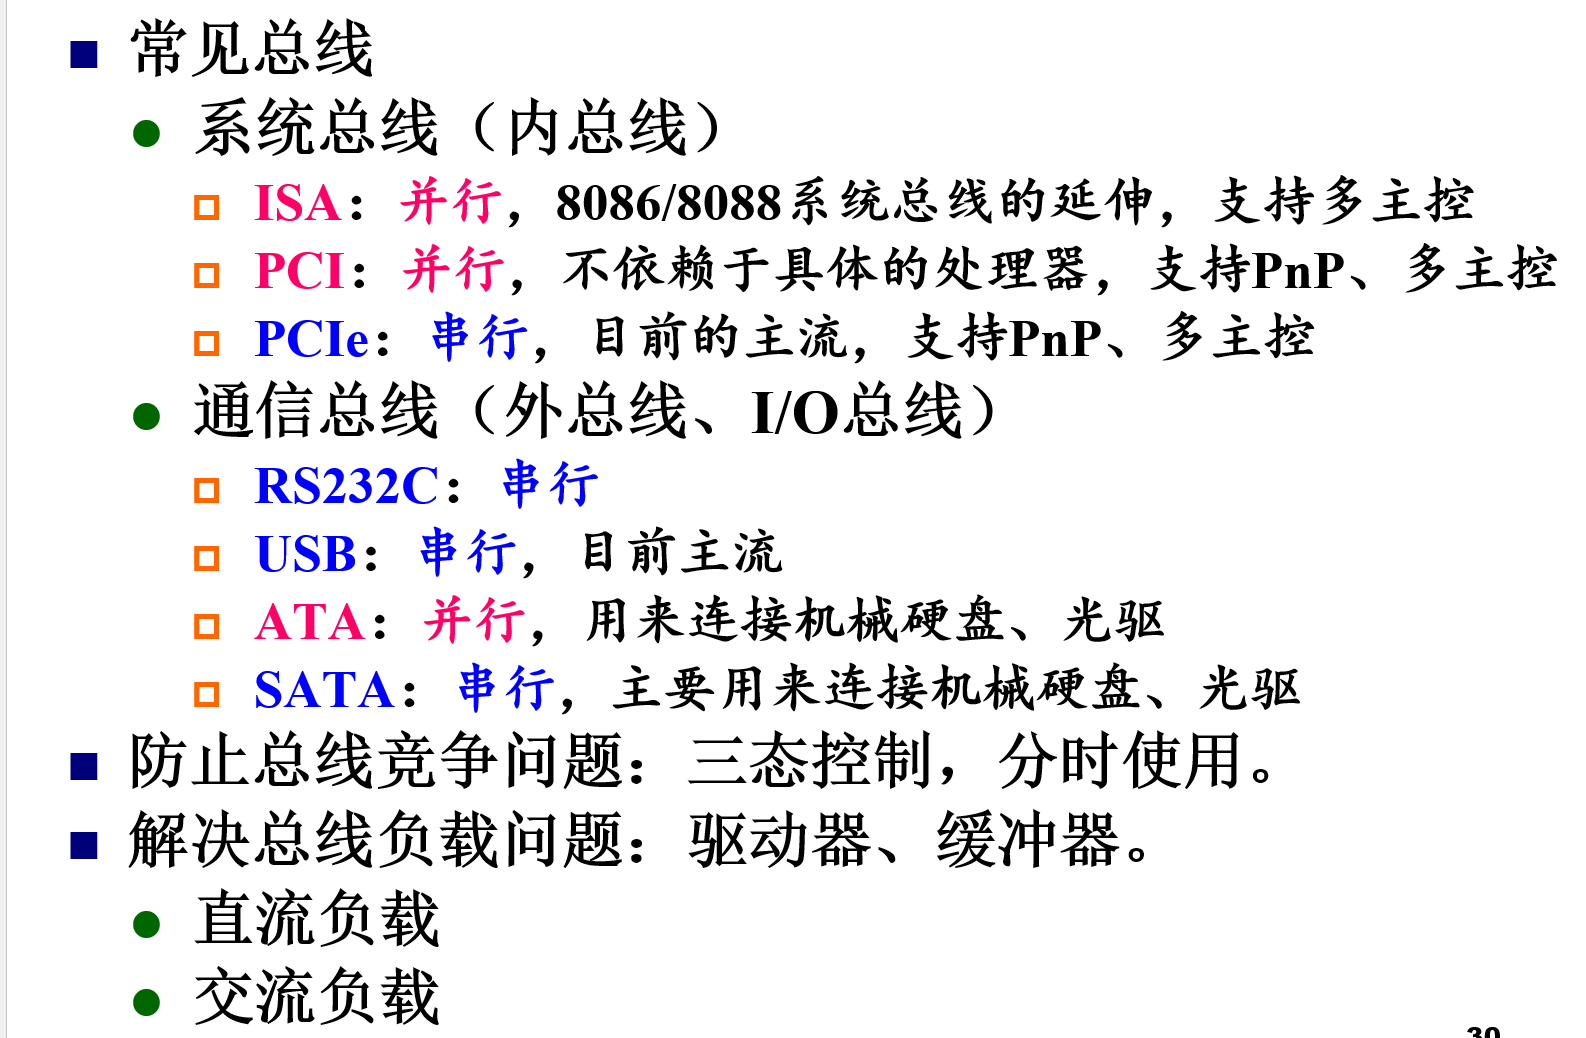 常见总线
系统总线（内总线）
ISA：并行，8086/8088系统总线的延伸，支持多主控
PCI：并行，不依赖于具体的处理器，支持PnP、多主控
PCIe：串行，目前的主流，支持PnP、多主控
通信总线（外总线、I/O总线）
RS232C：串行
USB：串行，目前主流
ATA：并行，用来连接机械硬盘、光驱
SATA：串行，主要用来连接机械硬盘、光驱
防止总线竞争问题：三态控制，分时使用。
解决总线负载问题：驱动器、缓冲器。
直流负载
交流负载
30